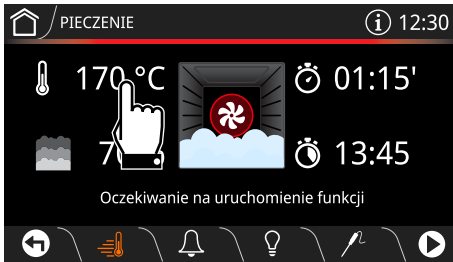 PIECZENIE
12:30
170 °C
01:15'
13:45
Oczekiwanie na uruchomienie funkcji